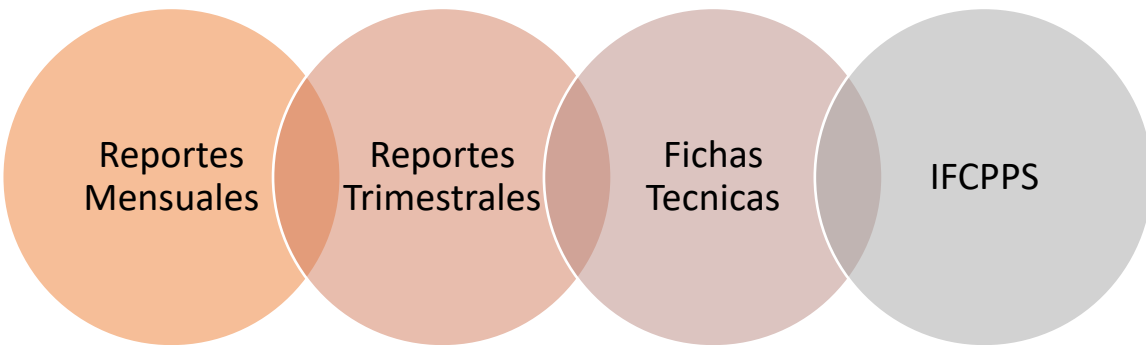 Reportes
Mensuales
Reportes
Trimestrales
Fichas
Tecnicas
IFCPPS